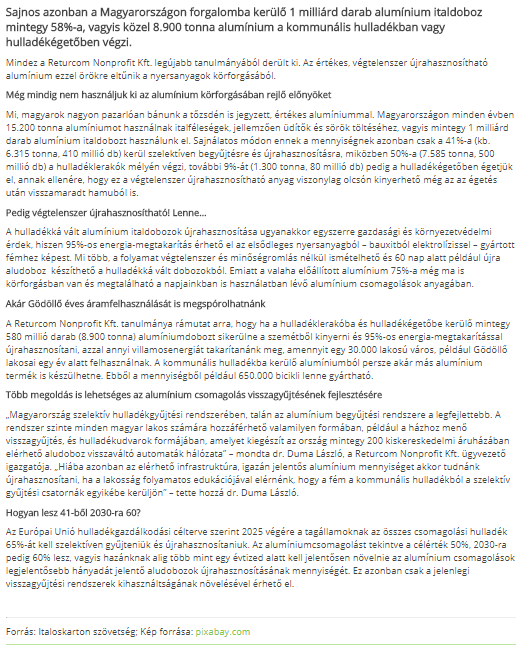 Sajnos azonban a Magyarországon forgalomba kerülő 1 milliárd darab alumínium italdoboz
mintegy 58%-a, vagyis közel 8.900 tonna alumínium a kommunális hulladékban vagy
hulladékégetőben végzi.
Mindez a Returcom Nonprofit Kft. legújabb tanulmányából derült ki. Az értékes, végtelenszer újrahasznosítható
alumínium ezzel örökre eltűnik a nyersanyagok körforgásából.
Még mindig nem használjuk ki az alumínium körforgásában rejlő előnyöket
Mi, magyarok nagyon pazarlóan bánunk a tőzsdén is jegyzett, értékes alumíniummal. Magyarországon minden évben
15.200 tonna alumíniumot használnak italféleségek, jellemzően üdítők és sörök töltéséhez, vagyis mintegy 1 milliárd
darab alumínium italdobozt használunk el. Sajnálatos módon ennek a mennyiségnek azonban csak a 41%-a (kb.
6.315 tonna, 410 millió db) kerül szelektíven begyűjtésre és újrahasznosításra, miközben 50%-a (7.585 tonna, 500
millió db) a hulladéklerakók mélyén végzi, további 9%-át (1.300 tonna, 80 millió db) pedig a hulladékégetőben égetjük
el, annak ellenére, hogy ez a végtelenszer újrahasznosítható anyag viszonylag olcsón kinyerhető még az az égetés
után visszamaradt hamuból is.
Pedig végtelenszer újrahasznosítható! Lenne...
A hulladékká vált alumínium italdobozok újrahasznosítása ugyanakkor egyszerre gazdasági és környezetvédelmi
érdek, hiszen 95%-os energia-megtakarítás érhető el az elsődleges nyersanyagból – bauxitból elektrolízissel – gyártott
fémhez képest. Mi több, a folyamat végtelenszer és minőségromlás nélkül ismételhető és 60 nap alatt például újra
aludoboz készíthető a hulladékká vált dobozokból. Emiatt a valaha előállított alumínium 75%-a még ma is
körforgásban van és megtalálható a napjainkban is használatban lévő alumínium csomagolások anyagában.
Akár Gödöllő éves áramfelhasználását is megspórolhatnánk
A Returcom Nonprofit Kft. tanulmánya rámutat arra, hogy ha a hulladéklerakóba és hulladékégetőbe kerülő mintegy
580 millió darab (8.900 tonna) alumíniumdobozt sikerülne a szemétből kinyerni és 95%-os energia-megtakarítással
újrahasznosítani, azzal annyi villamosenergiát takarítanánk meg, amennyit egy 30.000 lakosú város, például Gödöllő
lakosai egy év alatt felhasználnak. A kommunális hulladékba kerülő alumíniumból persze akár más alumínium
termék is készülhetne. Ebből a mennyiségből például 650.000 bicikli lenne gyártható.
Több megoldás is lehetséges az alumínium csomagolás visszagyűjtésének fejlesztésére
„Magyarország szelektív hulladékgyűjtési rendszerében, talán az alumínium begyűjtési rendszere a legfejlettebb. A
rendszer szinte minden magyar lakos számára hozzáférhető valamilyen formában, például a házhoz menő
visszagyűjtés, és hulladékudvarok formájában, amelyet kiegészít az ország mintegy 200 kiskereskedelmi áruházában
elérhető aludoboz visszaváltó automaták hálózata” – mondta dr. Duma László, a Returcom Nonprofit Kft. ügyvezető
igazgatója. „Hiába azonban az elérhető infrastruktúra, igazán jelentős alumínium mennyiséget akkor tudnánk
újrahasznosítani, ha a lakosság folyamatos edukációjával elérnénk, hogy a fém a kommunális hulladékból a szelektív
gyűjtési csatornák egyikébe kerüljön” – tette hozzá dr. Duma László.
Hogyan lesz 41-ből 2030-ra 60?
Az Európai Unió hulladékgazdálkodási célterve szerint 2025 végére a tagállamoknak az összes csomagolási hulladék
65%-át kell szelektíven gyűjteniük és újrahasznosítaniuk. Az alumíniumcsomagolást tekintve a célérték 50%, 2030-ra
pedig 60% lesz, vagyis hazánknak alig több mint egy évtized alatt kell jelentősen növelnie az alumínium csomagolások
legjelentősebb hányadát jelentő aludobozok újrahasznosításának mennyiségét. Ez azonban csak a jelenlegi
visszagyűjtési rendszerek kihasználtságának növelésével érhető el.
Forrás: Italoskarton szövetség; Kép forrása: pixabay.com